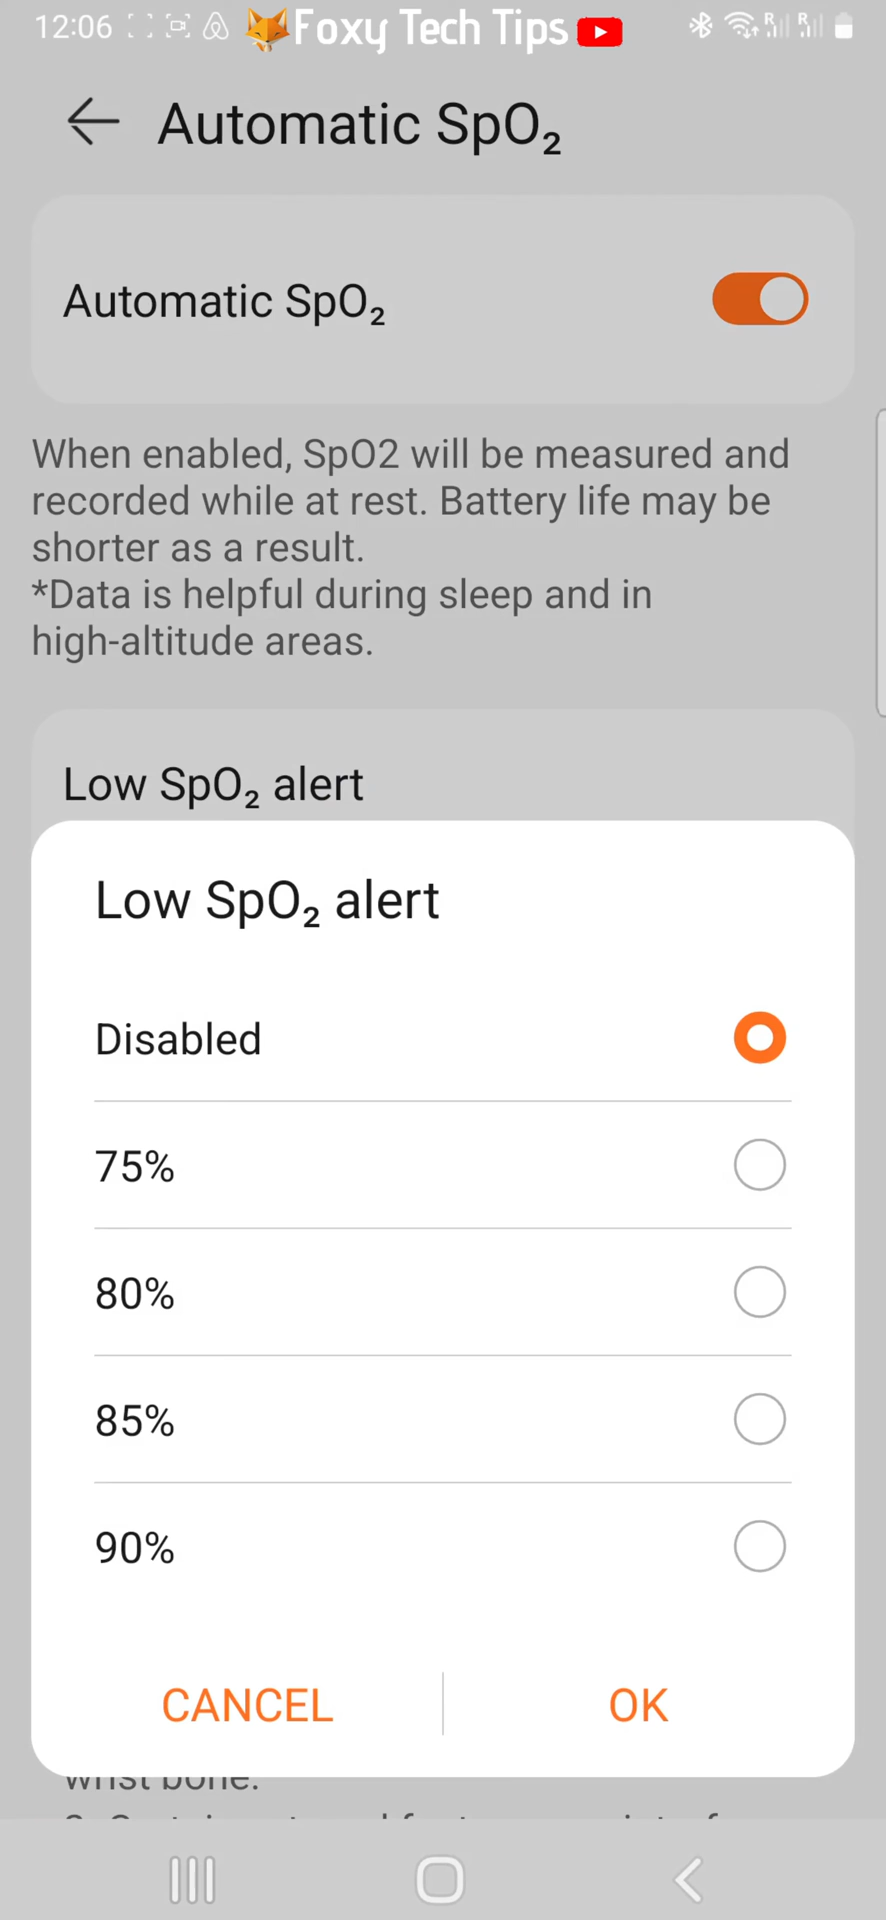 12:06 Foxy Tech Tips
Automatic SpO₂
Automatic SpO₂
When enabled, SpO2 will be measured and
recorded while at rest. Battery life may be
shorter as a result.
*Data is helpful during sleep and in
high-altitude areas.
Low SpO₂ alert
Low SpO₂ alert
Disabled
75%
80%
85%
90%
CANCEL OK
wrist bone.